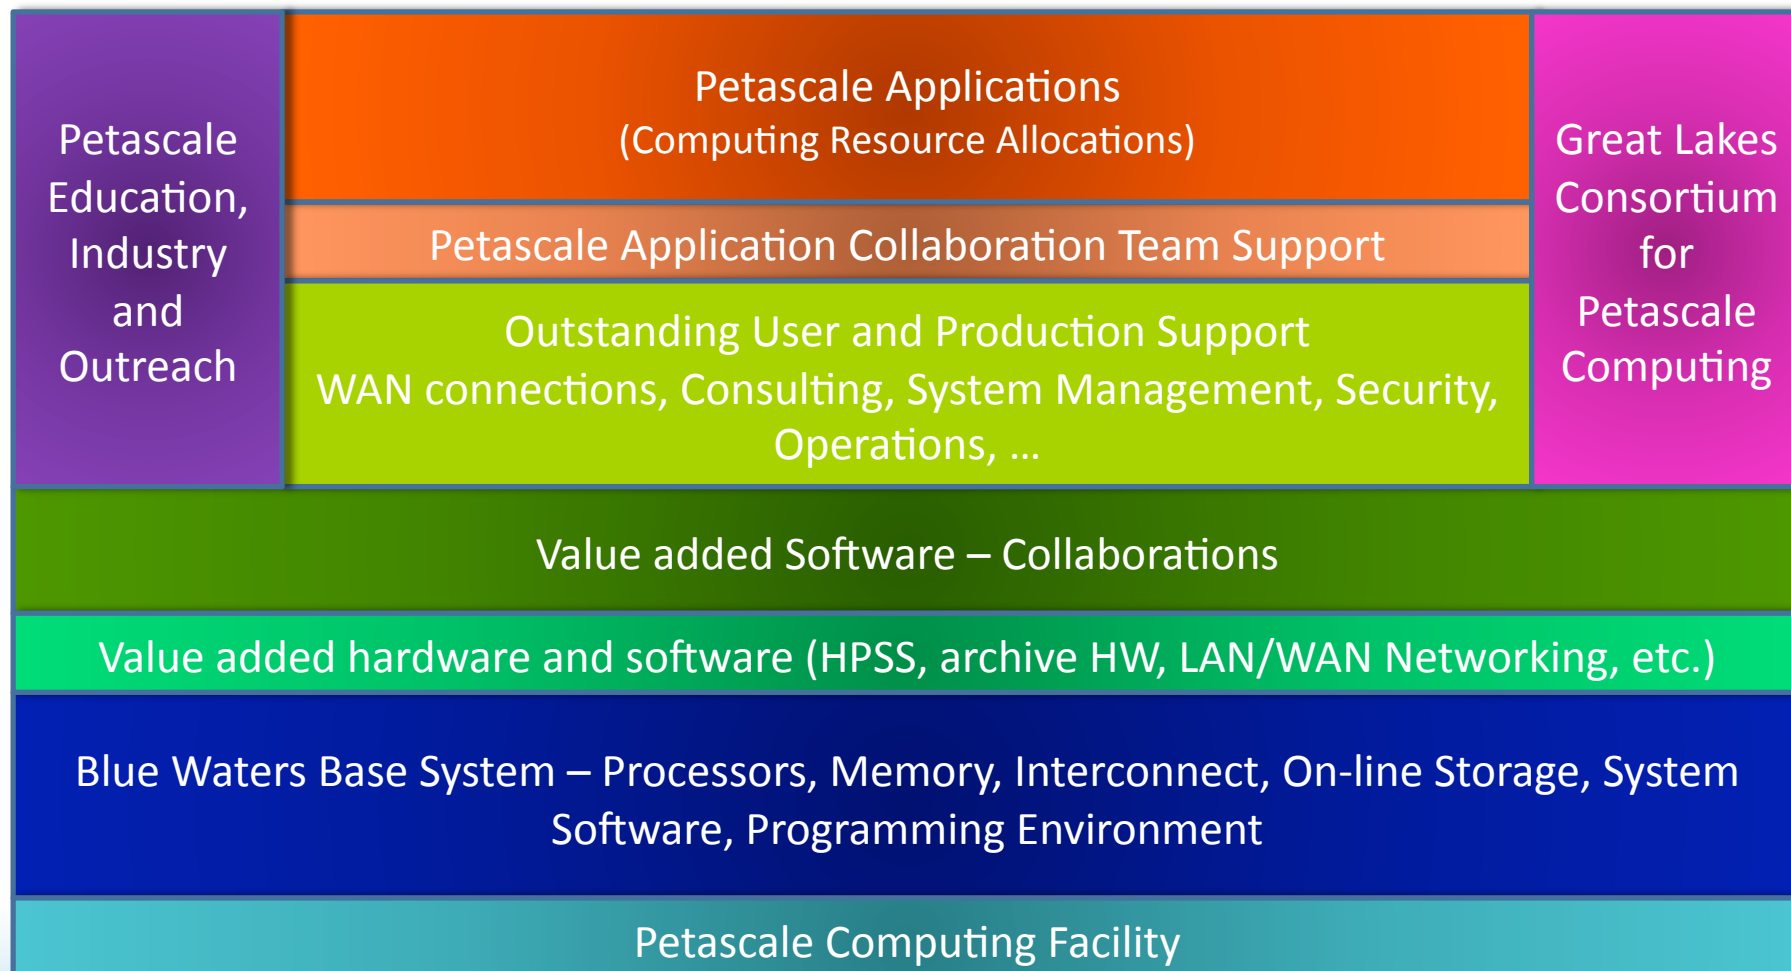 Petascale
Education,
Industry
and
Outreach
Petascale Applications
(Computing Resource Allocations)
Petascale Application Collaboration Team Support
Outstanding User and Production Support
WAN connections, Consulting, System Management, Security,
Operations, ...
Great Lakes
Consortium
for
Petascale
Computing
Value added Software – Collaborations
Value added hardware and software (HPSS, archive HW, LAN/WAN Networking, etc.)
Blue Waters Base System – Processors, Memory, Interconnect, On-line Storage, System
Software, Programming Environment
Petascale Computing Facility